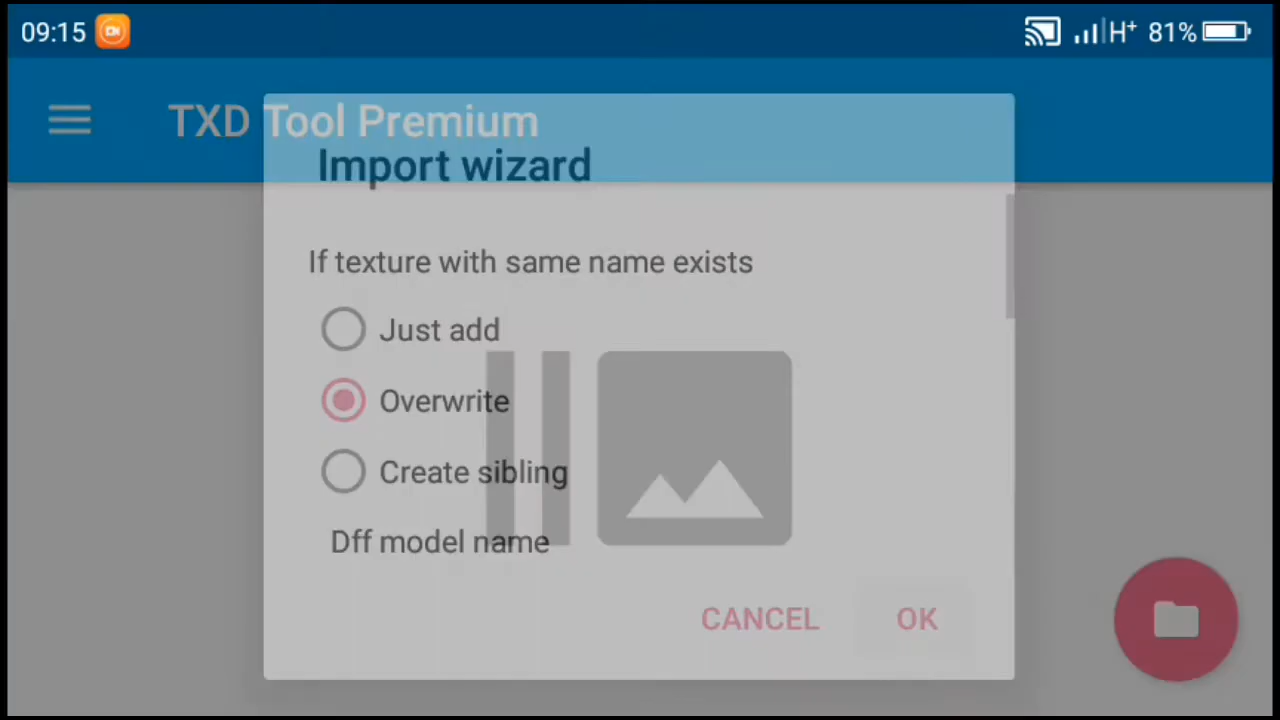 09:15 H+ 81%
TXD Tool Premium
Import wizard
If texture with same name exists
Just add
Overwrite
Create sibling
Dff model name
CANCEL OK